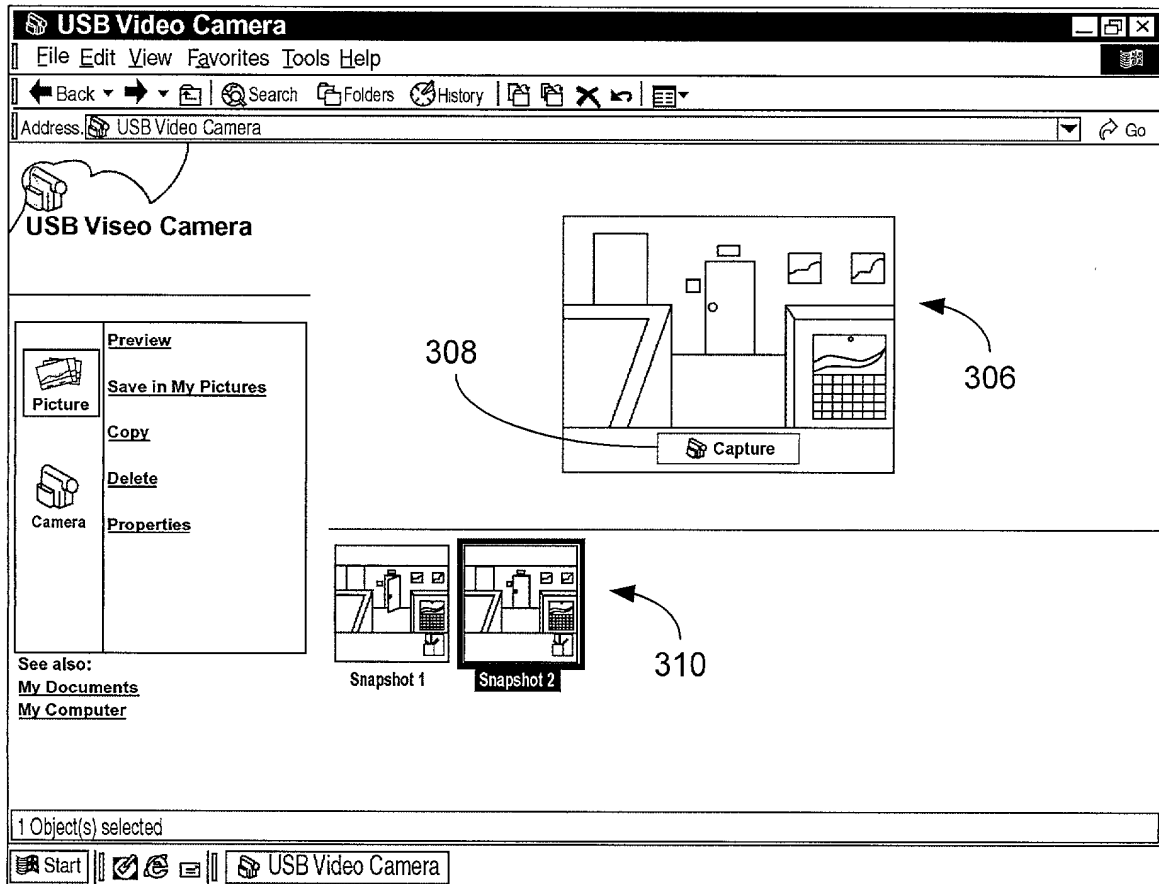 USB Video Camera
File Edit View Favorites Tools Help
Back Search Folders History
Address. USB Video Camera Go
USB Viseo Camera
308
306
Preview
Picture
Save in My Pictures
Copy
Capture
Delete
Camera
Properties
310
Snapshot 1 Snapshot 2
See also:
My Documents
My Computer
1 Object(s) selected
Start USB Video Camera